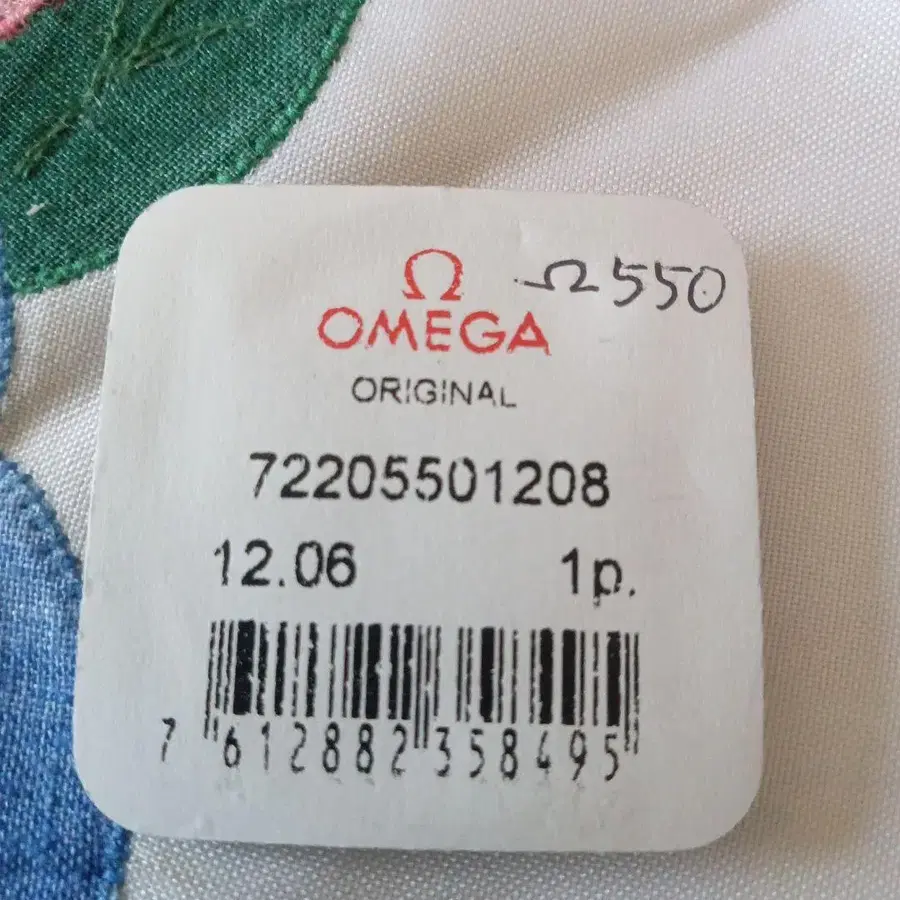 Ω Ω550
OMEGA
ORIGINAL
72205501208
12.06 1p.
7 612882 358495